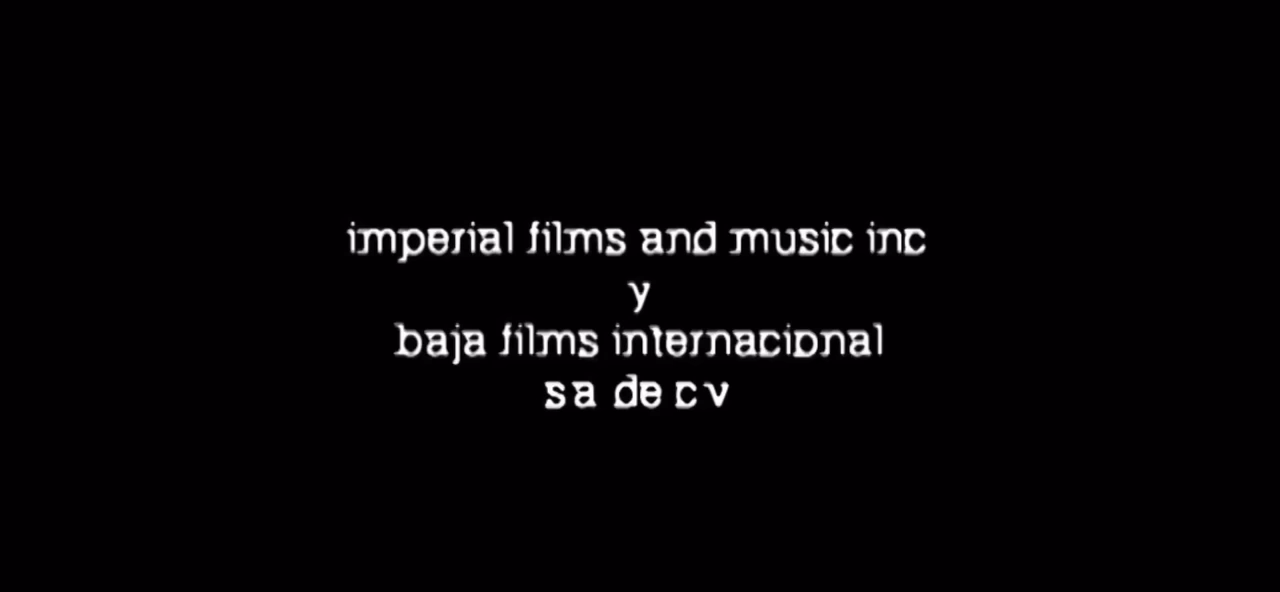 imperial films and music inc
y
baja films internacional
s a de c v